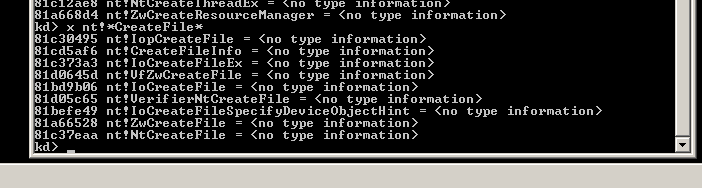 81c12ae8 nt!NtCreateThreadEx = <no type information>
81a668d4 nt!ZwCreateResourceManager = <no type information>
kd> x nt!*CreateFile*
81c30495 nt!IopCreateFile = <no type information>
81cd5af6 nt!CreateFileInfo = <no type information>
81c373a3 nt!IoCreateFileEx = <no type information>
81d0645d nt!VfZwCreateFile = <no type information>
81bd9b06 nt!IoCreateFile = <no type information>
81d05c65 nt!VerifierNtCreateFile = <no type information>
81befe49 nt!IoCreateFileSpecifyDeviceObjectHint = <no type information>
81a66528 nt!ZwCreateFile = <no type information>
81c37eaa nt!NtCreateFile = <no type information>
kd> _